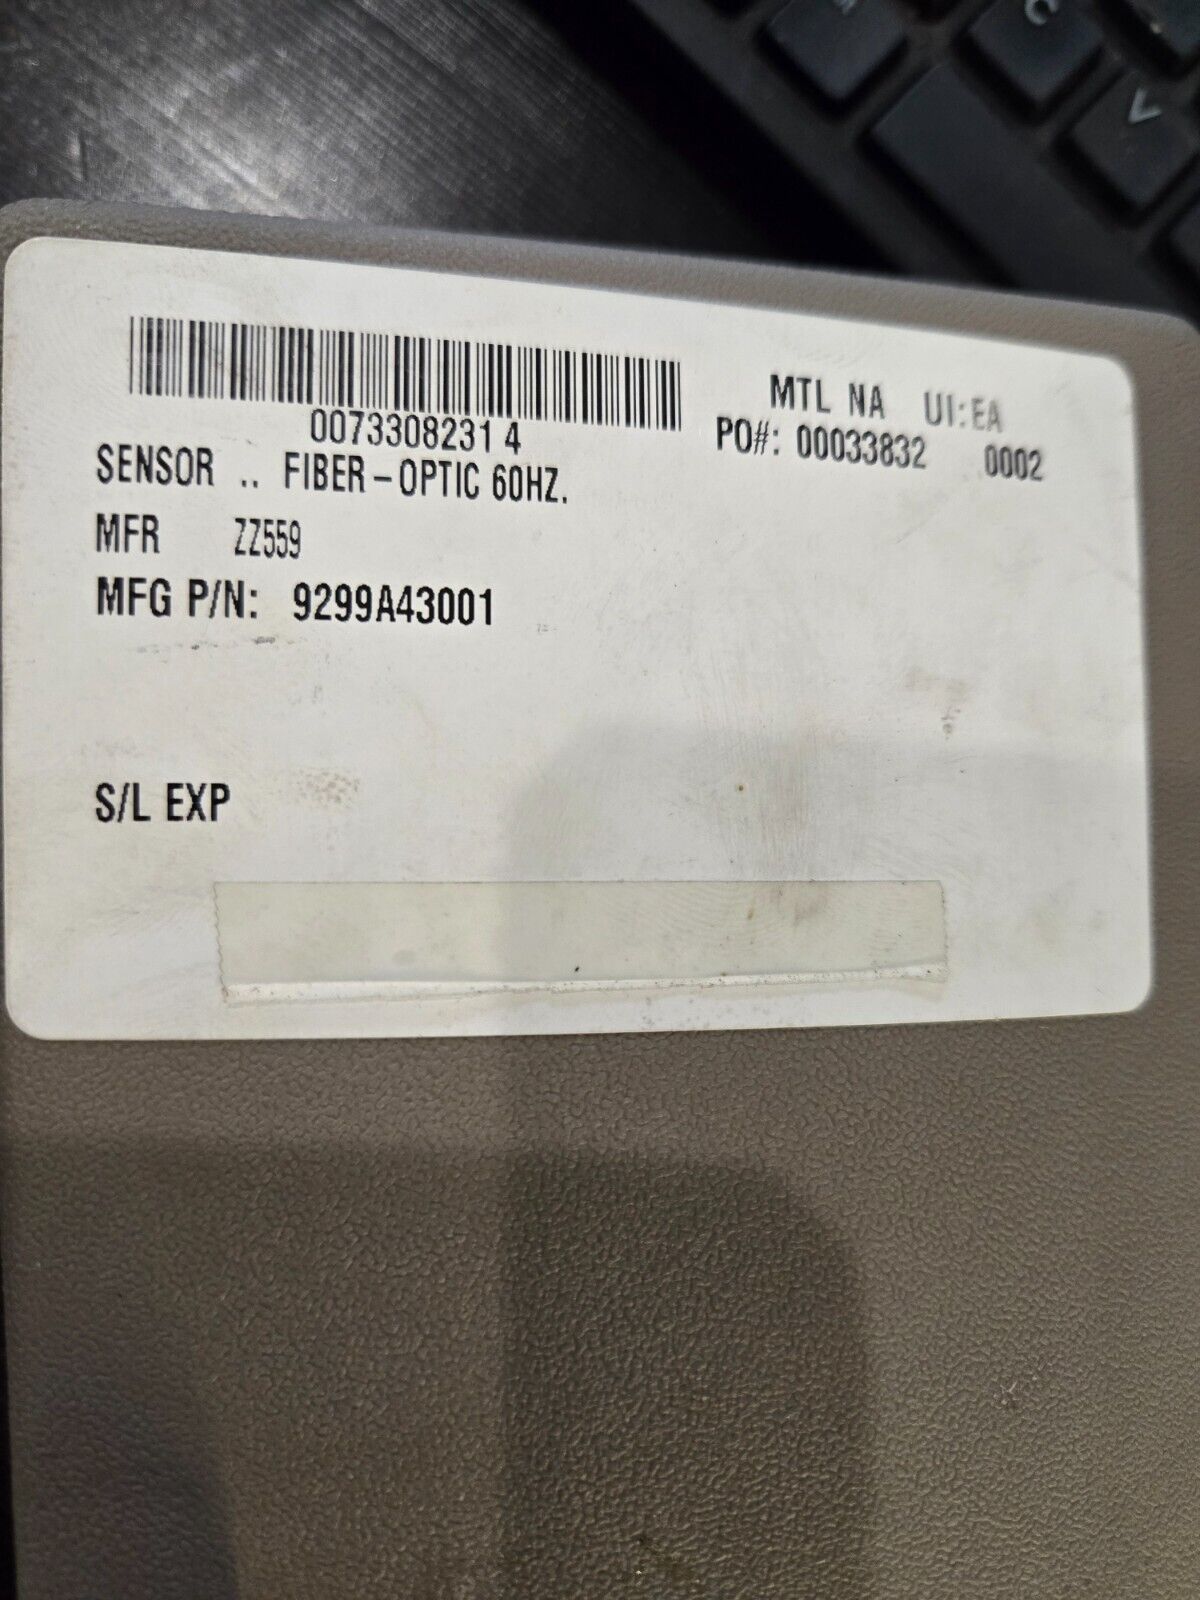 C
V
0073308231 4
MTL NA UI:EA
PO#: 00033832 0002
SENSOR .. FIBER-OPTIC 60HZ.
MFR ZZ559
MFG P/N: 9299A43001
S/L EXP